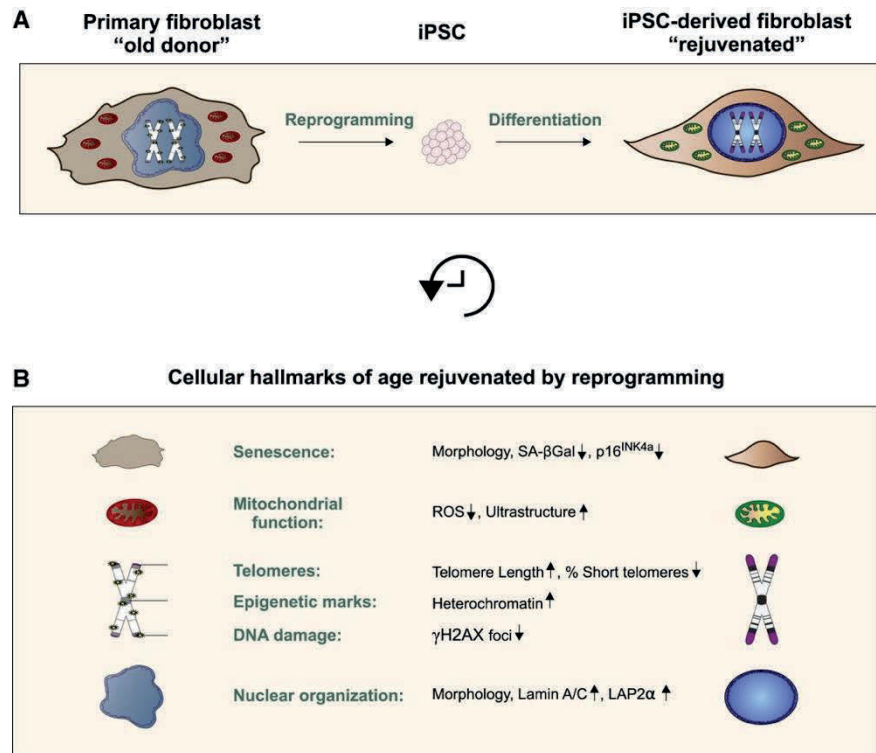 A
Primary fibroblast
“old donor”
iPSC
iPSC-derived fibroblast
“rejuvenated”
Reprogramming
Differentiation
B
Cellular hallmarks of age rejuvenated by reprogramming
Senescence: Morphology, SA-βGal↓, p16INK4a↓
Mitochondrial
function: ROS↓, Ultrastructure↑
Telomeres: Telomere Length↑, % Short telomeres↓
Epigenetic marks: Heterochromatin↑
DNA damage: γH2AX foci↓
Nuclear organization: Morphology, Lamin A/C↑, LAP2α ↑